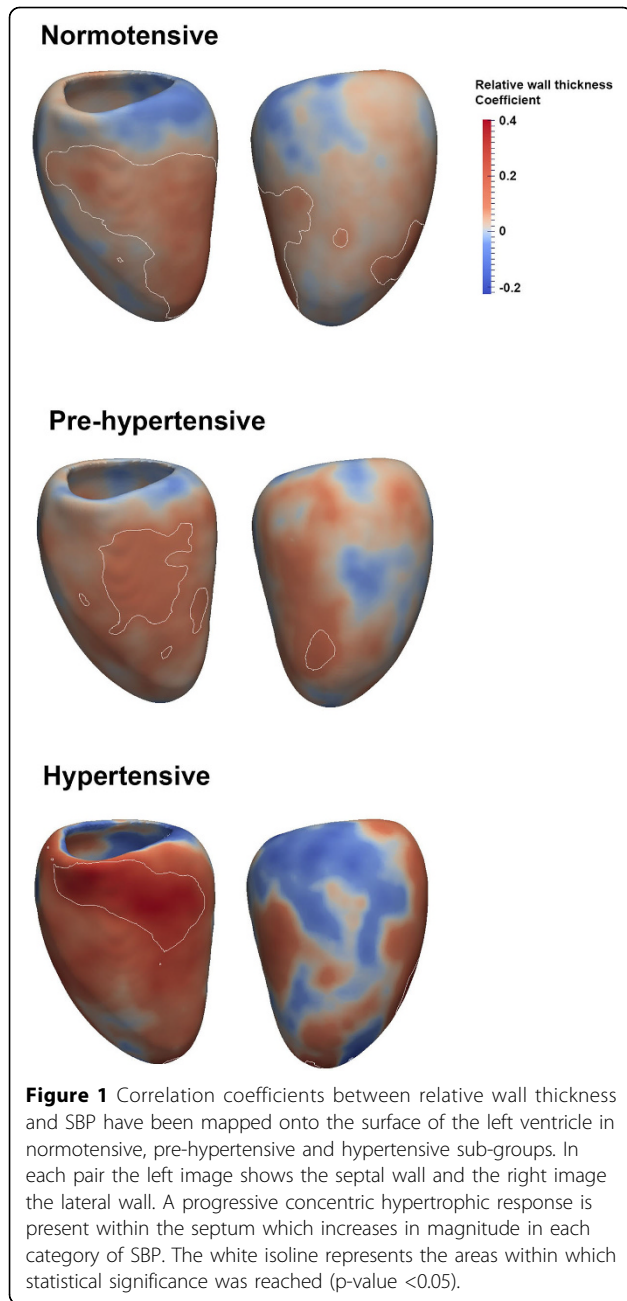 Normotensive
Relative wall thickness
Coefficient
0.4
0.2
0
-0.2
Pre-hypertensive
Hypertensive
Figure 1 Correlation coefficients between relative wall thickness
and SBP have been mapped onto the surface of the left ventricle in
normotensive, pre-hypertensive and hypertensive sub-groups. In
each pair the left image shows the septal wall and the right image
the lateral wall. A progressive concentric hypertrophic response is
present within the septum which increases in magnitude in each
category of SBP. The white isoline represents the areas within which
statistical significance was reached (p-value <0.05).